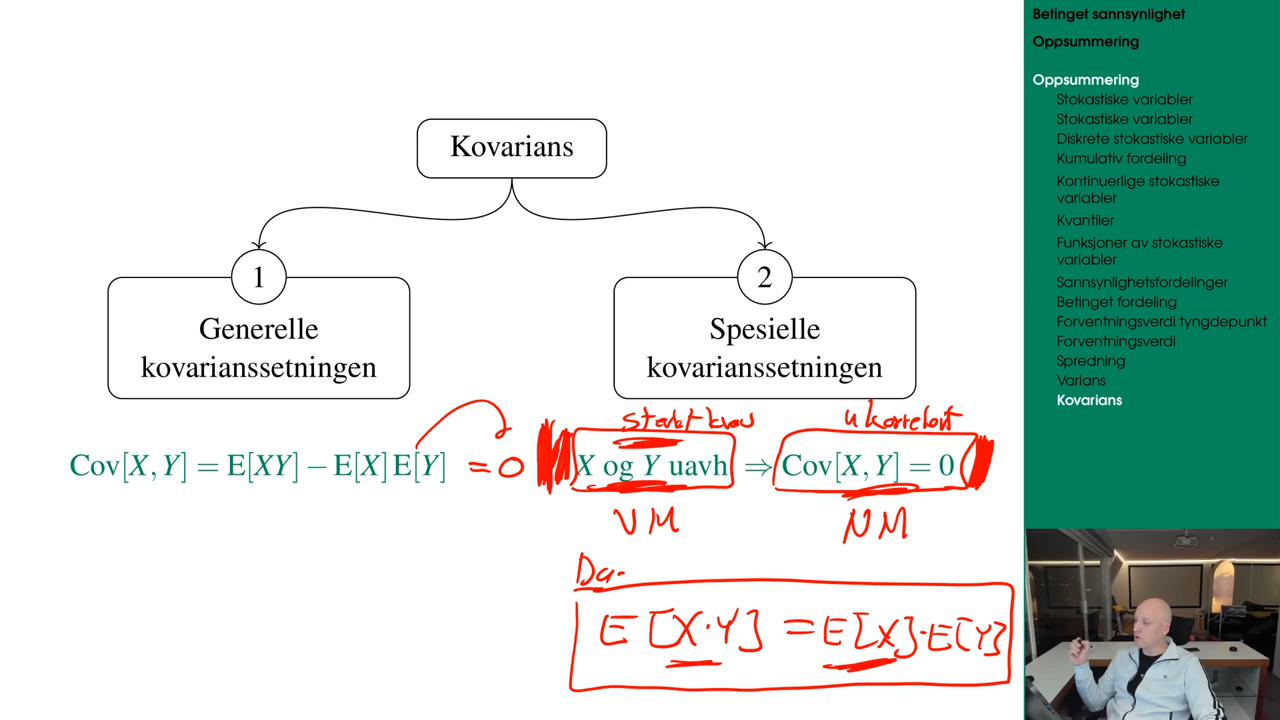 Kovarians
1
Generelle
kovarianssetningen
2
Spesielle
kovarianssetningen
sterkt krav
ukorrelert
Cov[X, Y] = E[XY] − E[X] E[Y] = 0
X og Y uavh ⇒ Cov[X, Y] = 0
VM
NM
Da.
E[X·Y] = E[X]·E[Y]
Betinget sannsynlighet
Oppsummering
Oppsummering
Stokastiske variabler
Stokastiske variabler
Diskrete stokastiske variabler
Kumulativ fordeling
Kontinuerlige stokastiske
variabler
Kvantiler
Funksjoner av stokastiske
variabler
Sannsynlighetsfordelinger
Betinget fordeling
Forventningsverdi tyngdepunkt
Forventningsverdi
Spredning
Varians
Kovarians